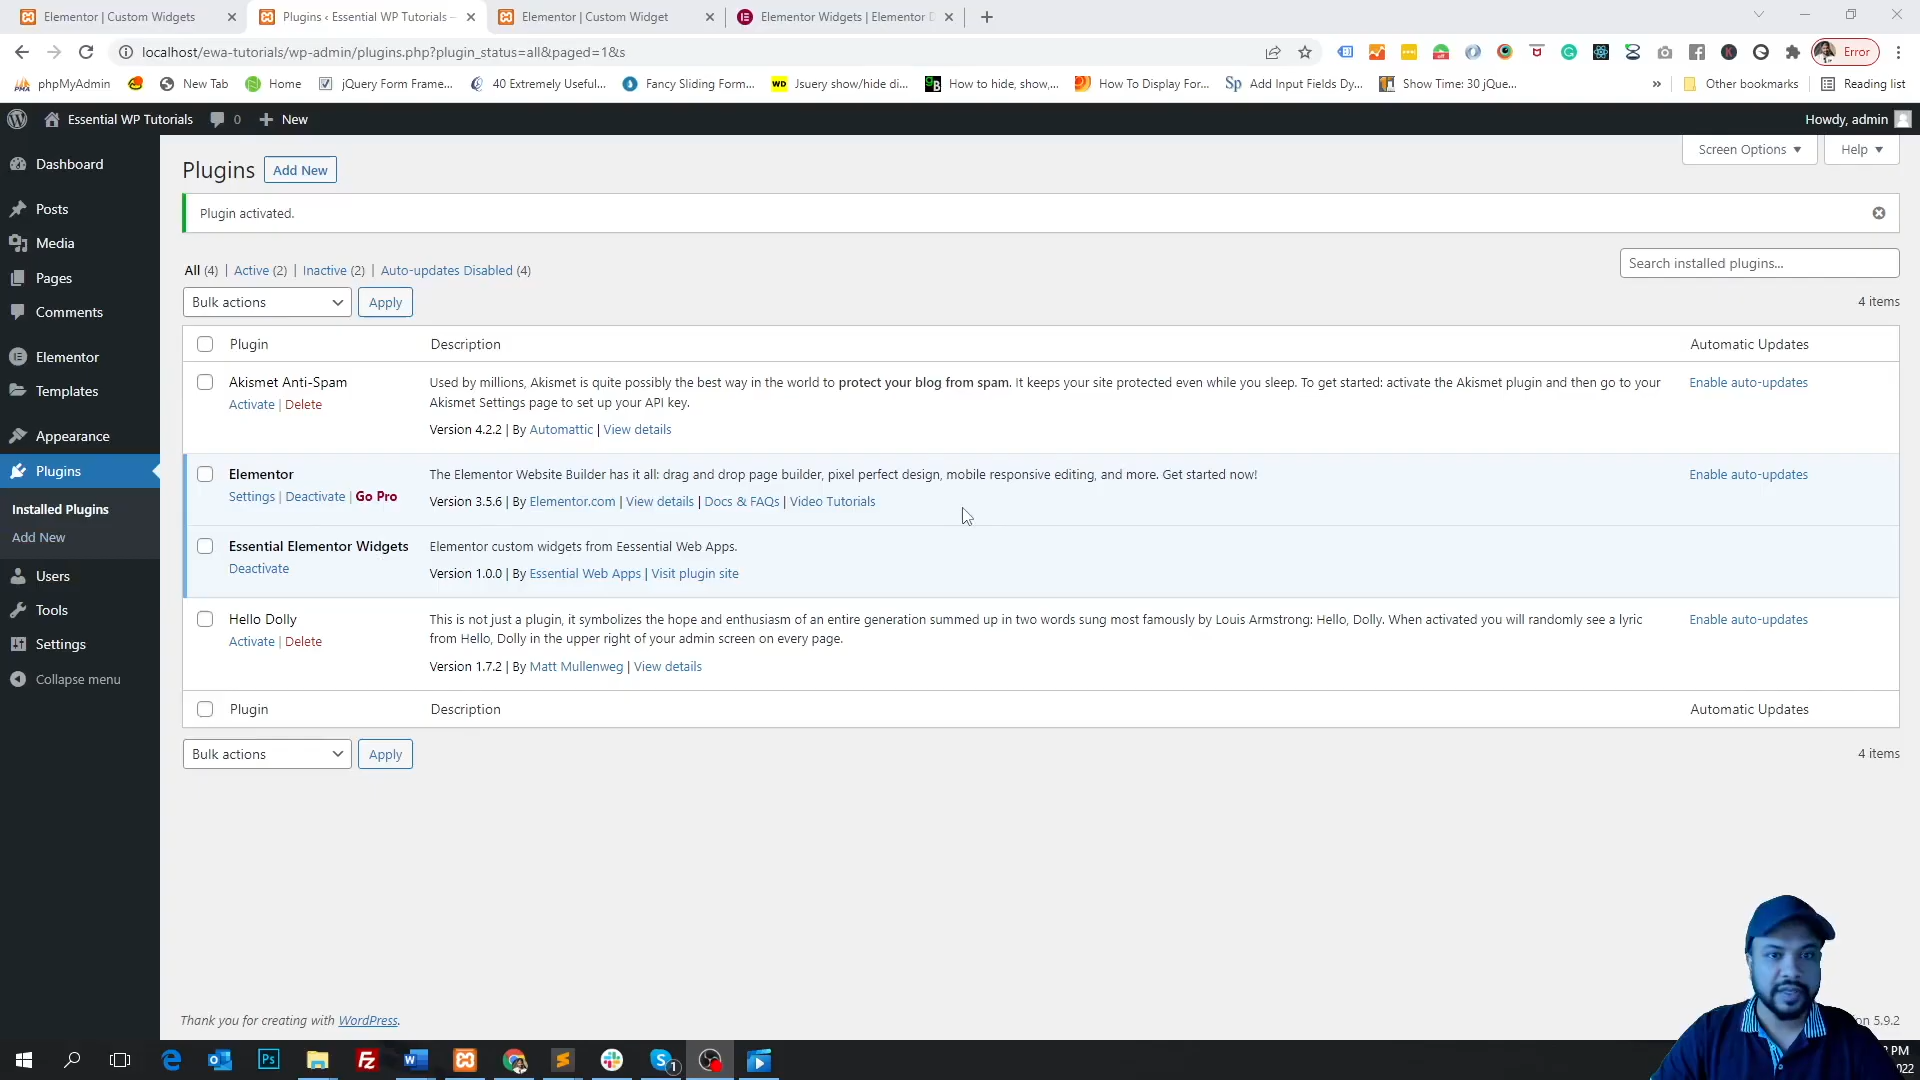 Elementor | Custom Widgets
Plugins ‹ Essential WP Tutorials –
Elementor | Custom Widget
Elementor Widgets | Elementor D
localhost/ewa-tutorials/wp-admin/plugins.php?plugin_status=all&paged=1&s
Error
phpMyAdmin
New Tab
Home
jQuery Form Frame...
40 Extremely Useful...
Fancy Sliding Form...
Jsuery show/hide di...
How to hide, show,...
How To Display For...
Add Input Fields Dy...
Show Time: 30 jQue...
»
Other bookmarks
Reading list
Essential WP Tutorials
0
New
Howdy, admin
Dashboard
Posts
Media
Pages
Comments
Elementor
Templates
Appearance
Plugins
Installed Plugins
Add New
Users
Tools
Settings
Collapse menu
Plugins Add New
Screen Options
Help
Plugin activated.
All (4) | Active (2) | Inactive (2) | Auto-updates Disabled (4)
Search installed plugins...
Bulk actions Apply
4 items
Plugin Description Automatic Updates
Akismet Anti-Spam
Activate | Delete
Used by millions, Akismet is quite possibly the best way in the world to protect your blog from spam. It keeps your site protected even while you sleep. To get started: activate the Akismet plugin and then go to your
Akismet Settings page to set up your API key.
Version 4.2.2 | By Automattic | View details
Enable auto-updates
Elementor
Settings | Deactivate | Go Pro
The Elementor Website Builder has it all: drag and drop page builder, pixel perfect design, mobile responsive editing, and more. Get started now!
Version 3.5.6 | By Elementor.com | View details | Docs & FAQs | Video Tutorials
Enable auto-updates
Essential Elementor Widgets
Deactivate
Elementor custom widgets from Eessential Web Apps.
Version 1.0.0 | By Essential Web Apps | Visit plugin site
Hello Dolly
Activate | Delete
This is not just a plugin, it symbolizes the hope and enthusiasm of an entire generation summed up in two words sung most famously by Louis Armstrong: Hello, Dolly. When activated you will randomly see a lyric
from Hello, Dolly in the upper right of your admin screen on every page.
Version 1.7.2 | By Matt Mullenweg | View details
Enable auto-updates
Plugin Description Automatic Updates
Bulk actions Apply
4 items
Thank you for creating with WordPress.
on 5.9.2
PM
022